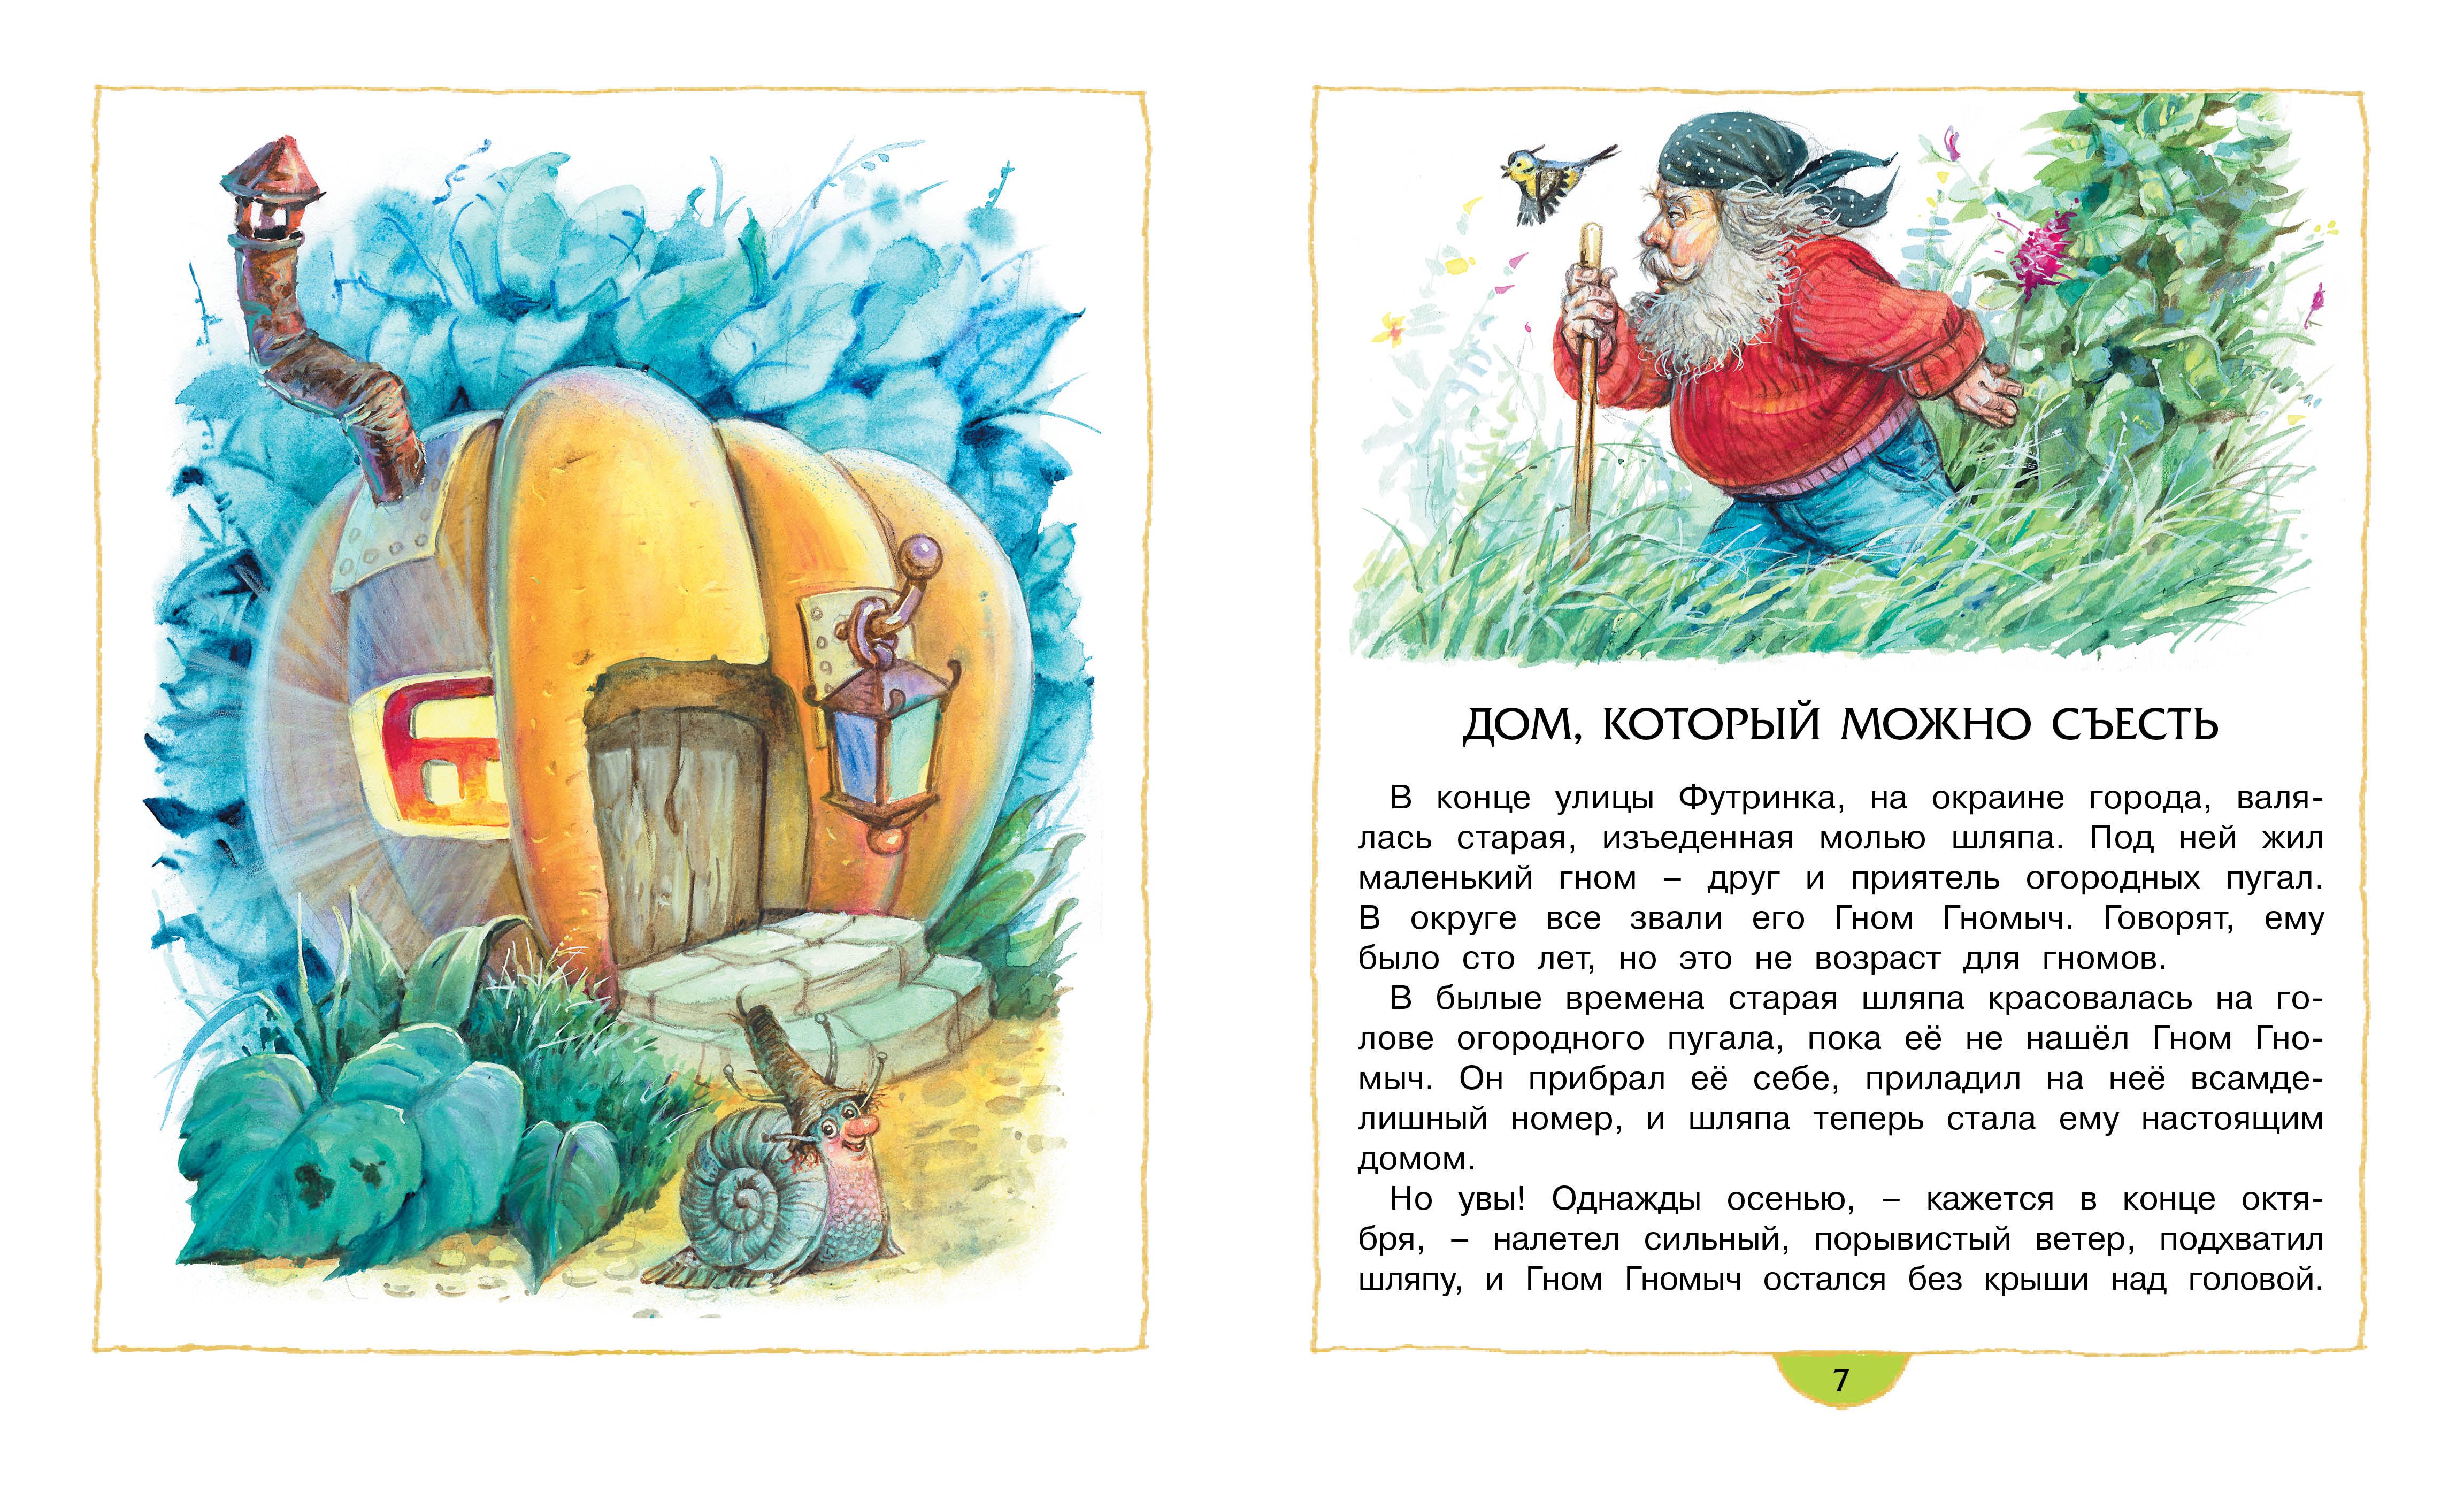 ДОМ, КОТОРЫЙ МОЖНО СЪЕСТЬ
В конце улицы Футринка, на окраине города, валя-
лась старая, изъеденная молью шляпа. Под ней жил
маленький гном – друг и приятель огородных пугал.
В округе все звали его Гном Гномыч. Говорят, ему
было сто лет, но это не возраст для гномов.
В былые времена старая шляпа красовалась на го-
лове огородного пугала, пока её не нашёл Гном Гно-
мыч. Он прибрал её себе, приладил на неё всамде-
лишный номер, и шляпа теперь стала ему настоящим
домом.
Но увы! Однажды осенью, – кажется в конце октя-
бря, – налетел сильный, порывистый ветер, подхватил
шляпу, и Гном Гномыч остался без крыши над головой.
7